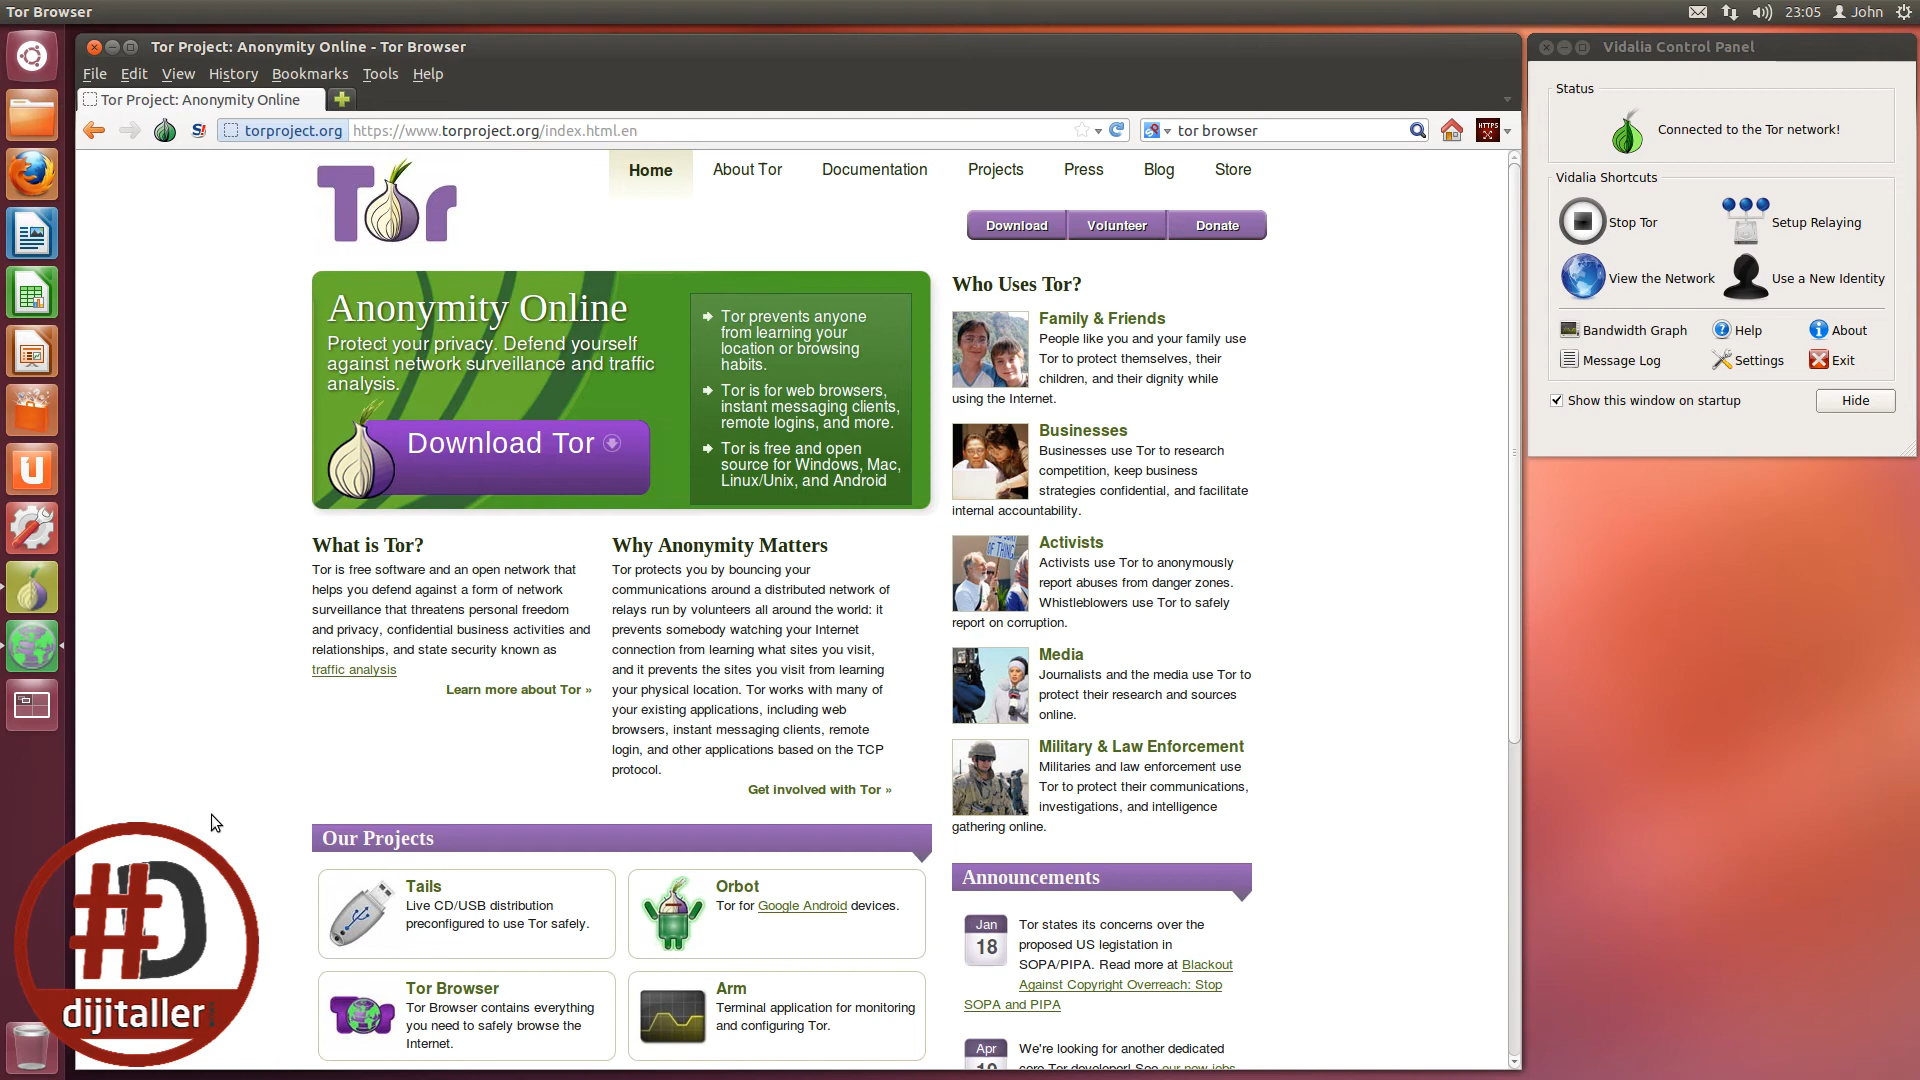 Tor Browser
23:05
John
Tor Project: Anonymity Online - Tor Browser
File Edit View History Bookmarks Tools Help
Tor Project: Anonymity Online
torproject.org
https://www.torproject.org/index.html.en
tor browser
HTTPS
Tor
Home
About Tor
Documentation
Projects
Press
Blog
Store
Download
Volunteer
Donate
Anonymity Online
Protect your privacy. Defend yourself
against network surveillance and traffic
analysis.
Download Tor
Tor prevents anyone
from learning your
location or browsing
habits.
Tor is for web browsers,
instant messaging clients,
remote logins, and more.
Tor is free and open
source for Windows, Mac,
Linux/Unix, and Android
What is Tor?
Tor is free software and an open network that
helps you defend against a form of network
surveillance that threatens personal freedom
and privacy, confidential business activities and
relationships, and state security known as
traffic analysis
Learn more about Tor »
Why Anonymity Matters
Tor protects you by bouncing your
communications around a distributed network of
relays run by volunteers all around the world: it
prevents somebody watching your Internet
connection from learning what sites you visit,
and it prevents the sites you visit from learning
your physical location. Tor works with many of
your existing applications, including web
browsers, instant messaging clients, remote
login, and other applications based on the TCP
protocol.
Get involved with Tor »
Our Projects
Tails
Live CD/USB distribution
preconfigured to use Tor safely.
Orbot
Tor for Google Android devices.
Tor Browser
Tor Browser contains everything
you need to safely browse the
Internet.
Arm
Terminal application for monitoring
and configuring Tor.
Who Uses Tor?
Family & Friends
People like you and your family use
Tor to protect themselves, their
children, and their dignity while
using the Internet.
Businesses
Businesses use Tor to research
competition, keep business
strategies confidential, and facilitate
internal accountability.
Activists
Activists use Tor to anonymously
report abuses from danger zones.
Whistleblowers use Tor to safely
report on corruption.
Media
Journalists and the media use Tor to
protect their research and sources
online.
Military & Law Enforcement
Militaries and law enforcement use
Tor to protect their communications,
investigations, and intelligence
gathering online.
Announcements
Jan
18
Tor states its concerns over the
proposed US legistation in
SOPA/PIPA. Read more at Blackout
Against Copyright Overreach: Stop
SOPA and PIPA
Apr
We're looking for another dedicated
core Tor developer! See our new jobs
Vidalia Control Panel
Status
Connected to the Tor network!
Vidalia Shortcuts
Stop Tor
Setup Relaying
View the Network
Use a New Identity
Bandwidth Graph
Help
About
Message Log
Settings
Exit
Show this window on startup
Hide
#D
dijitaller